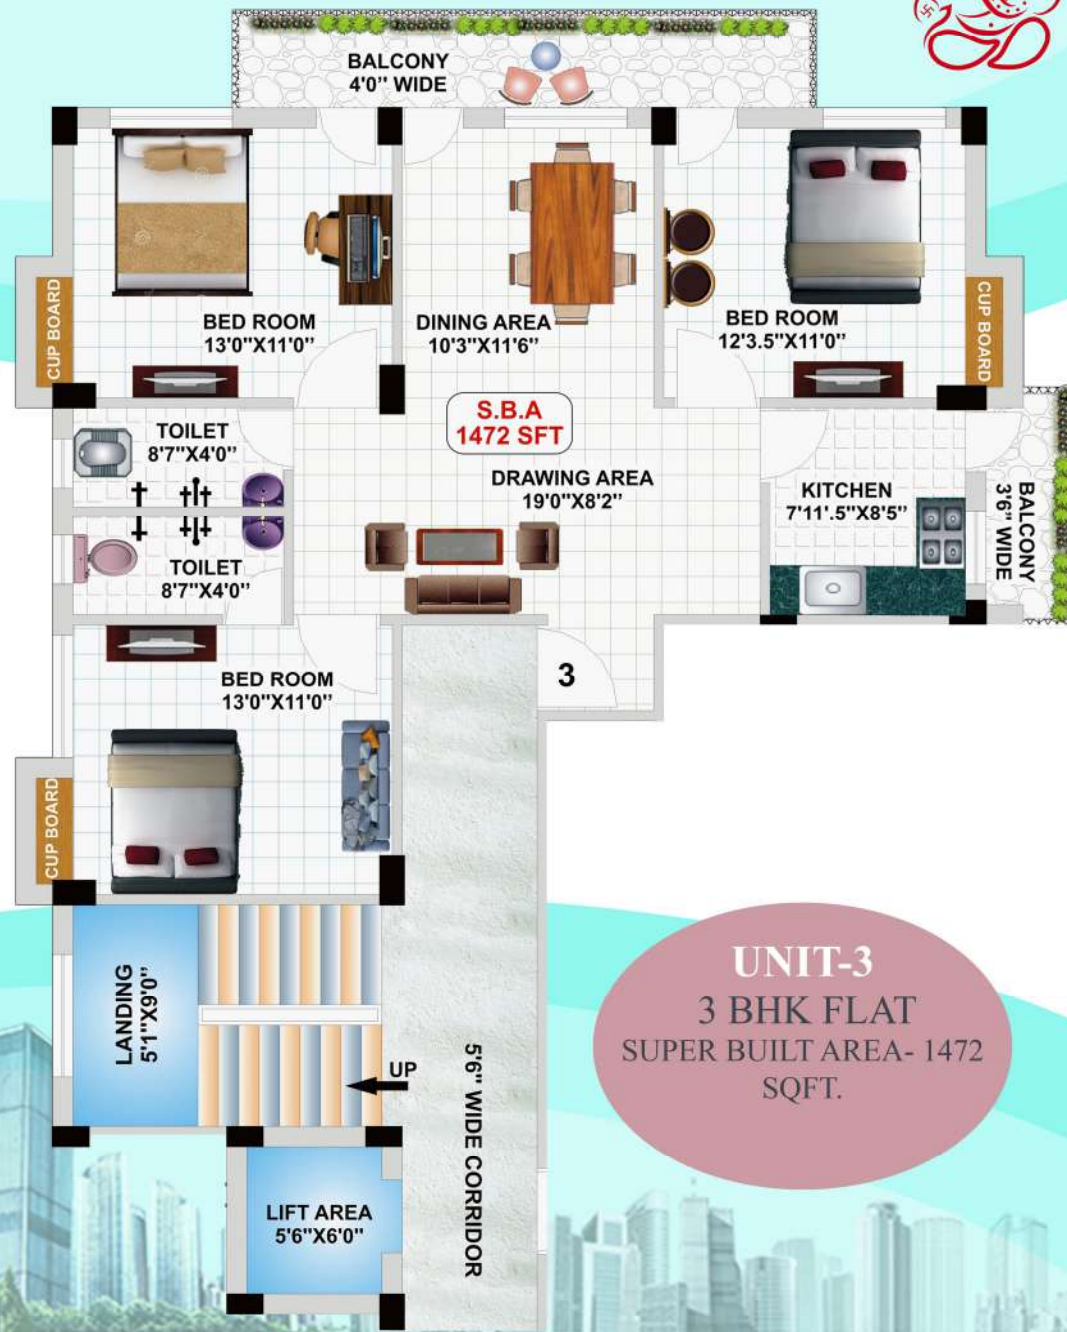 BALCONY
4'0" WIDE
BED ROOM
13'0"X11'0"
CUP BOARD
DINING AREA
10'3"X11'6"
BED ROOM
12'3.5"X11'0"
CUP BOARD
S.B.A
1472 SFT
TOILET
8'7"X4'0"
DRAWING AREA
19'0"X8'2"
KITCHEN
7'11'.5"X8'5"
BALCONY
3'6" WIDE
TOILET
8'7"X4'0"
BED ROOM
13'0"X11'0"
3
CUP BOARD
LANDING
5'1"X9'0"
UP
5'6" WIDE CORRIDOR
LIFT AREA
5'6"X6'0"
UNIT-3
3 BHK FLAT
SUPER BUILT AREA- 1472
SQFT.